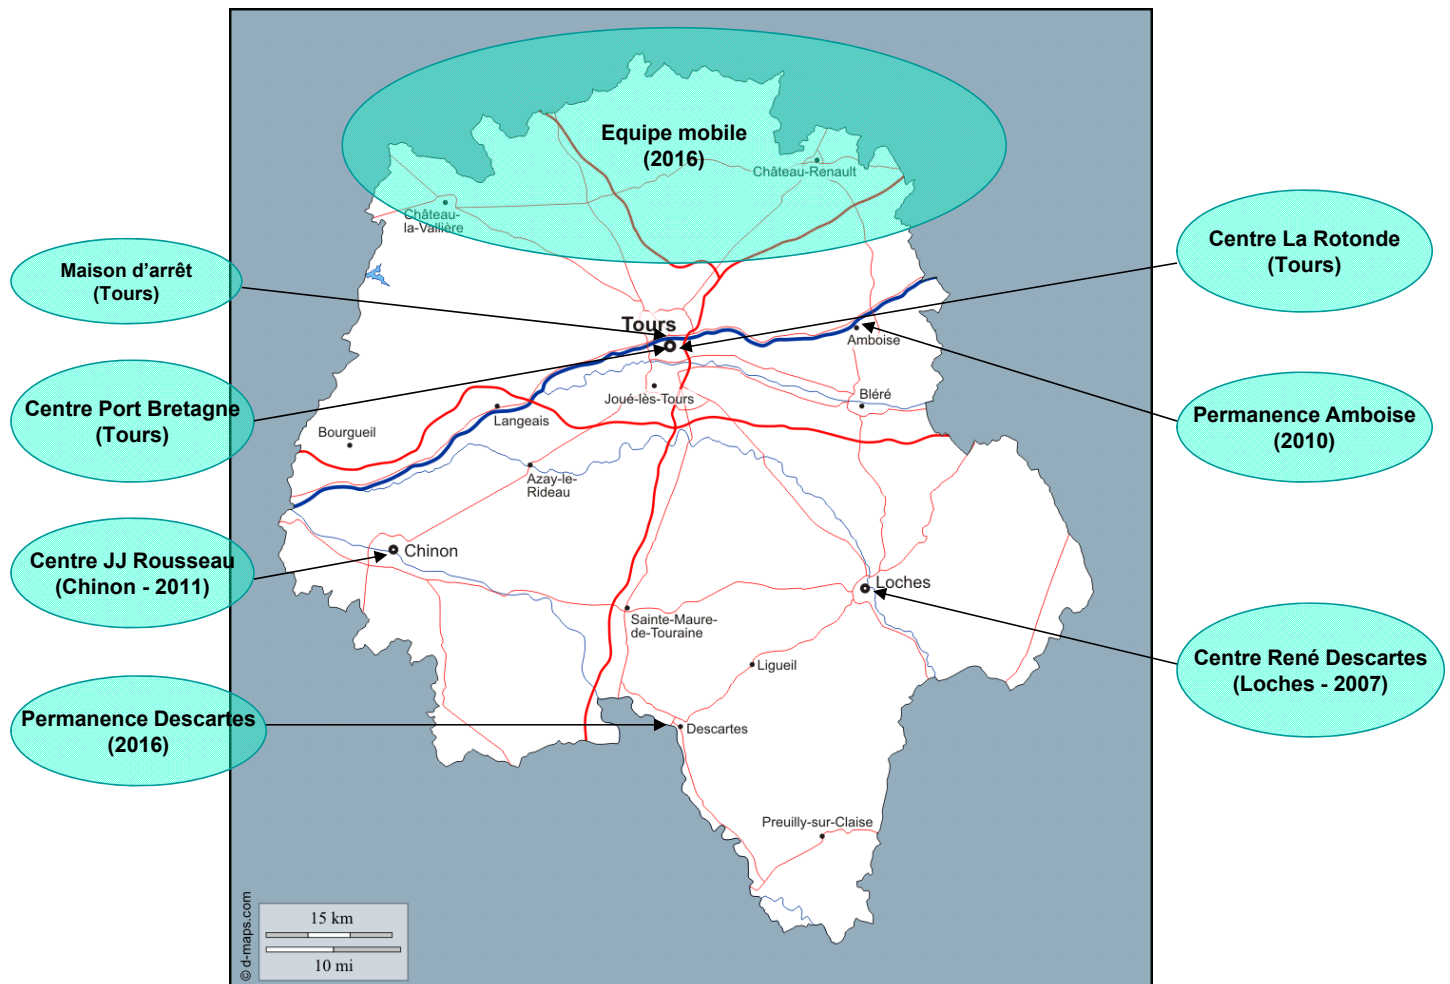 Equipe mobile
(2016)
Château-Renault
Château-
la-Vallière
Maison d’arrêt
(Tours)
Centre La Rotonde
(Tours)
Tours
Amboise
Centre Port Bretagne
(Tours)
Joué-lès-Tours
Bléré
Langeais
Bourgueil
Permanence Amboise
(2010)
Azay-le-
Rideau
Centre JJ Rousseau
(Chinon - 2011)
Chinon
Loches
Sainte-Maure-
de-Touraine
Ligueil
Centre René Descartes
(Loches - 2007)
Permanence Descartes
(2016)
Descartes
Preuilly-sur-Claise
15 km
10 mi
© d-maps.com